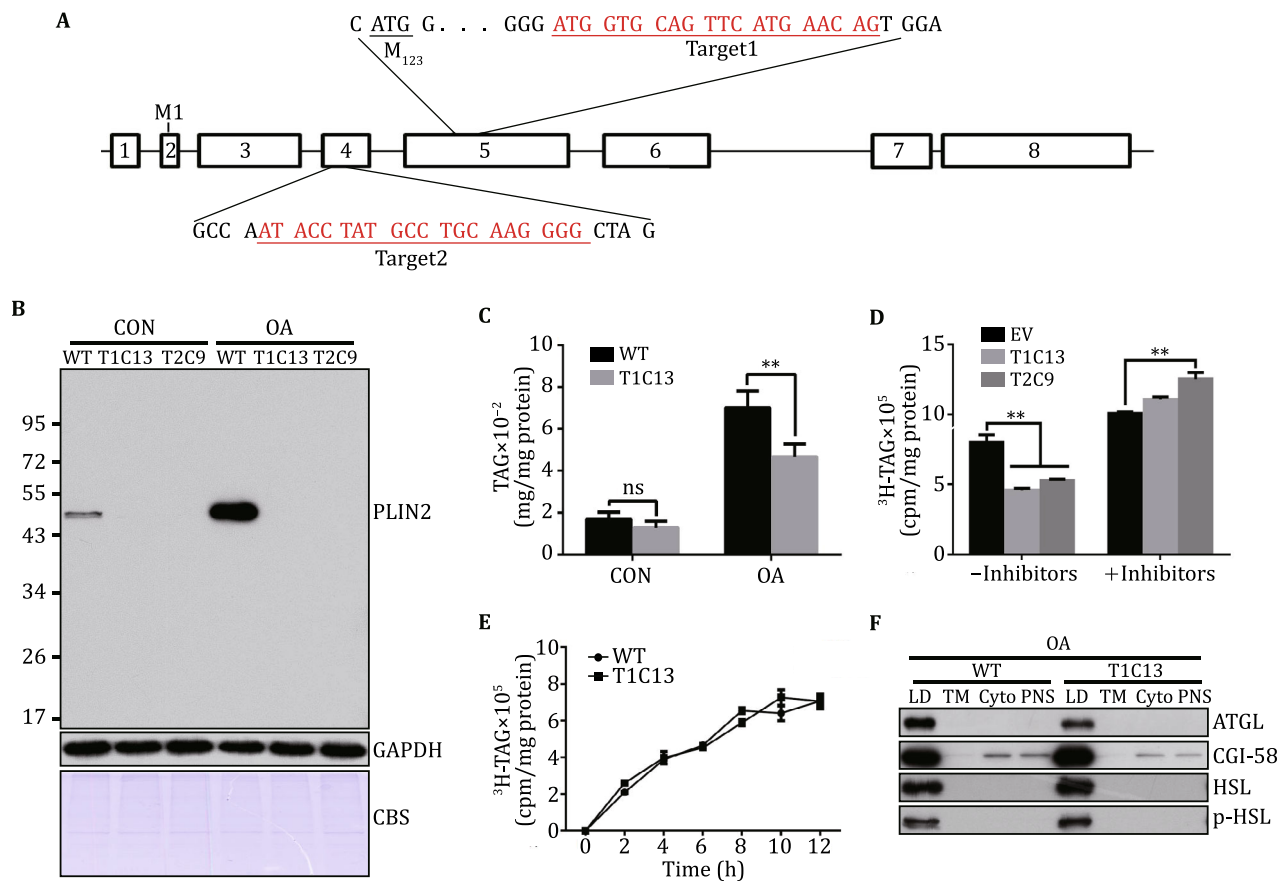 A
C ATG G. . . GGG ATG GTG CAG TTC ATG AACAGT GGA
M123
Target1
M1
1 2 3 4 5 6 7 8
GCC AAT ACC TAT GCC TGC AAG GGG CTA G
Target2
B
CON OA
WT T1C13 T2C9 WT T1C13 T2C9
95
72
55
43
34
26
17
PLIN2
GAPDH
CBS
C
TAG×10−2
(mg/mg protein)
10
8
6
4
2
0
WT
T1C13
ns
**
CON OA
D
3H-TAG×105
(cpm/mg protein)
15
10
5
0
EV
T1C13
T2C9
**
**
−Inhibitors +Inhibitors
E
3H-TAG×105
(cpm/mg protein)
10
8
6
4
2
0
WT
T1C13
0 2 4 6 8 10 12
Time (h)
F
OA
WT T1C13
LD TM Cyto PNS LD TM Cyto PNS
ATGL
CGI-58
HSL
p-HSL